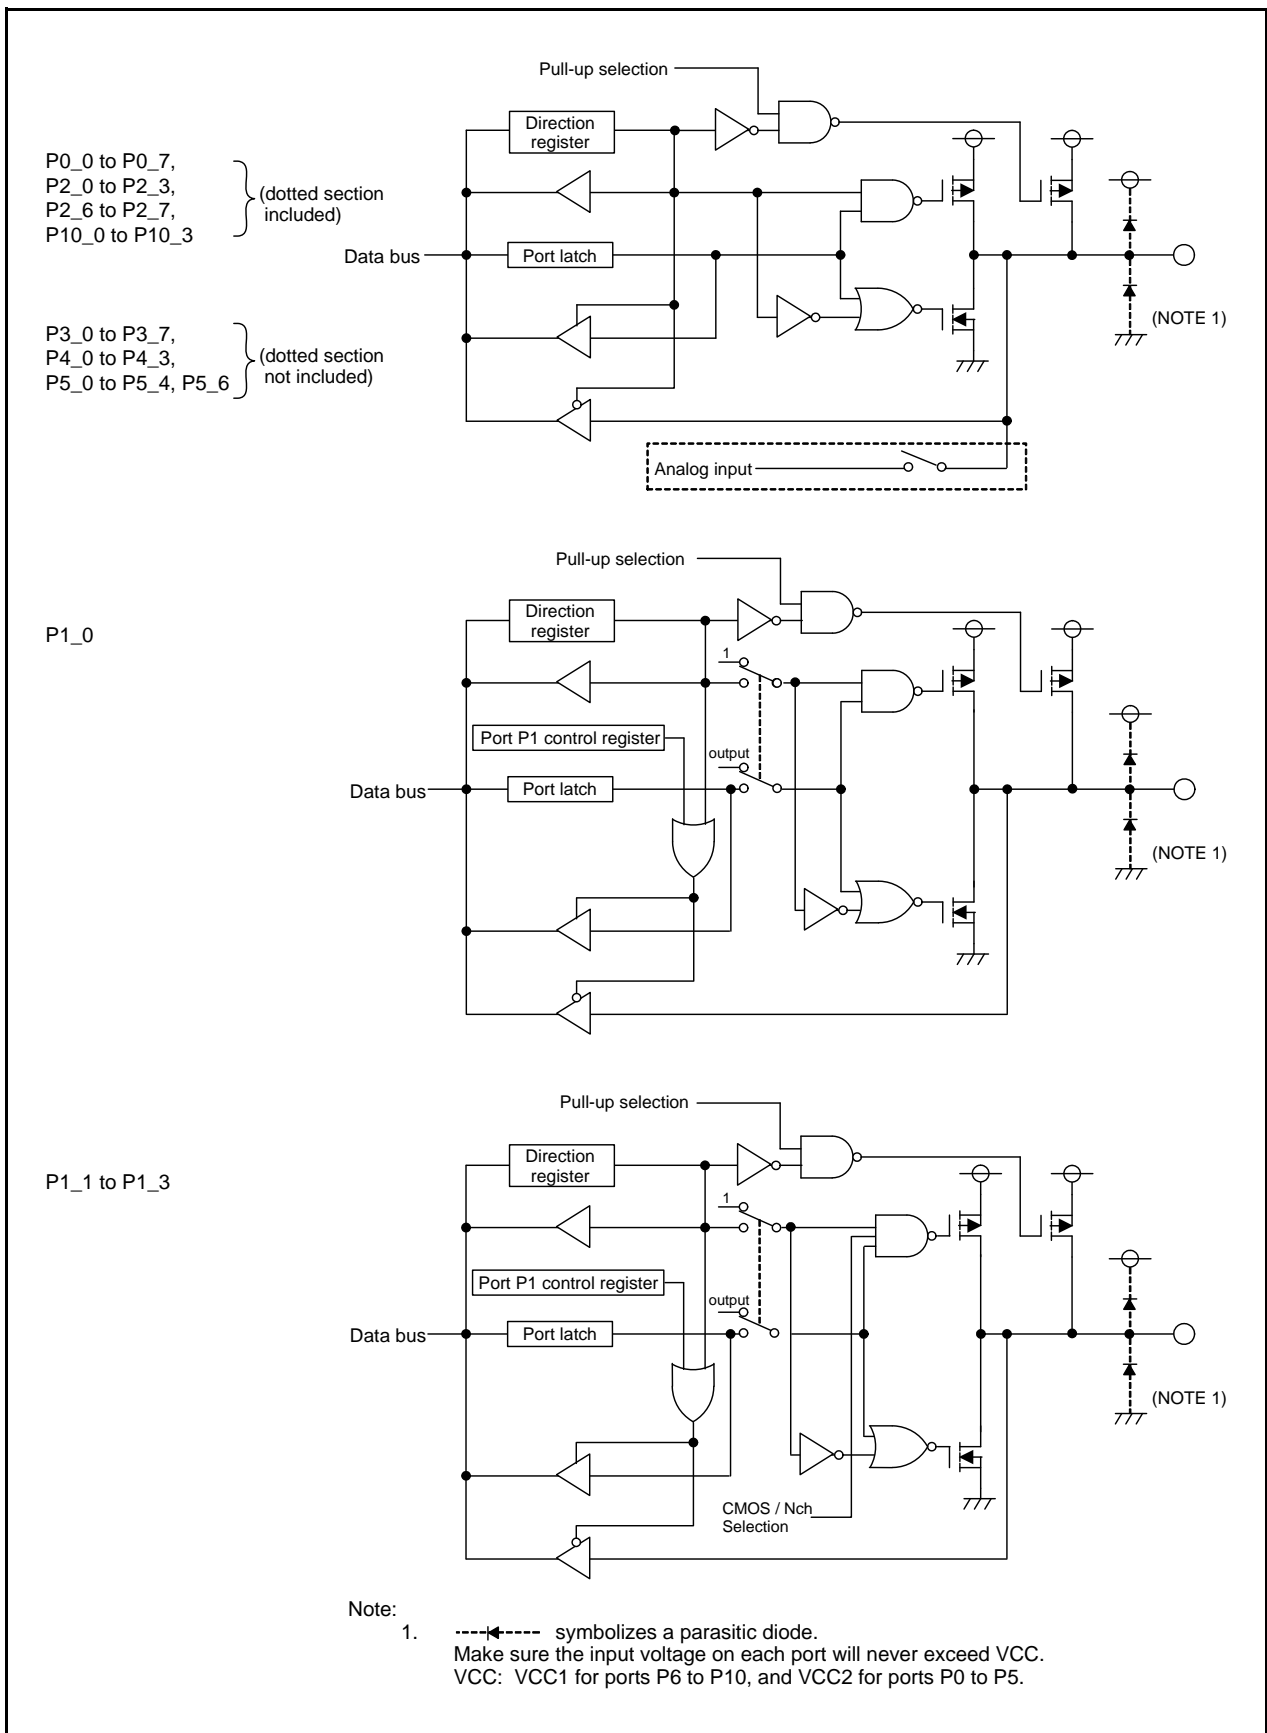 Pull-up selection
Direction
register
P0_0 to P0_7,
P2_0 to P2_3,
P2_6 to P2_7,
P10_0 to P10_3
(dotted section
included)
Data bus
Port latch
(NOTE 1)
P3_0 to P3_7,
P4_0 to P4_3,
P5_0 to P5_4, P5_6
(dotted section
not included)
Analog input
Pull-up selection
Direction
register
P1_0
1
Port P1 control register
output
Data bus
Port latch
(NOTE 1)
Pull-up selection
Direction
register
P1_1 to P1_3
1
Port P1 control register
output
Data bus
Port latch
(NOTE 1)
CMOS / Nch
Selection
Note:
1. symbolizes a parasitic diode.
Make sure the input voltage on each port will never exceed VCC.
VCC: VCC1 for ports P6 to P10, and VCC2 for ports P0 to P5.